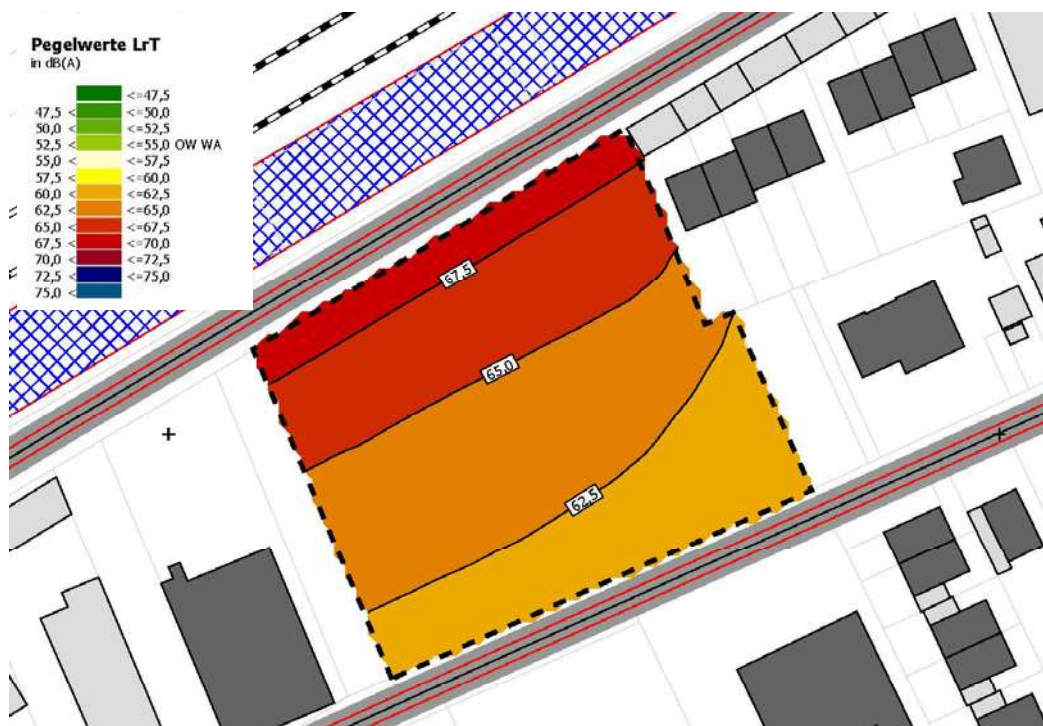 Pegelwerte LrT
in dB(A)
<=47,5
47,5 < <=50,0
50,0 < <=52,5
52,5 < <=55,0 OW WA
55,0 < <=57,5
57,5 < <=60,0
60,0 < <=62,5
62,5 < <=65,0
65,0 < <=67,5
67,5 < <=70,0
70,0 < <=72,5
72,5 < <=75,0
75,0 <
67,5
65,0
62,5